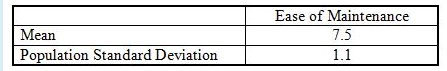 Ease of Maintenance
Mean 7.5
Population Standard Deviation 1.1